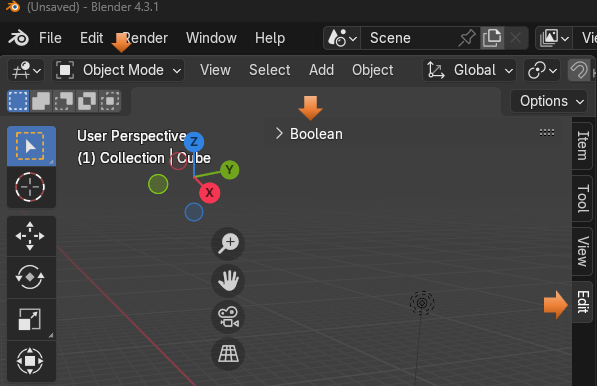 (Unsaved) - Blender 4.3.1
File Edit Render Window Help Scene
Object Mode View Select Add Object Global
Options
User Perspective
(1) Collection | Cube
Boolean
Z
Y
X
Item
Tool
View
Edit